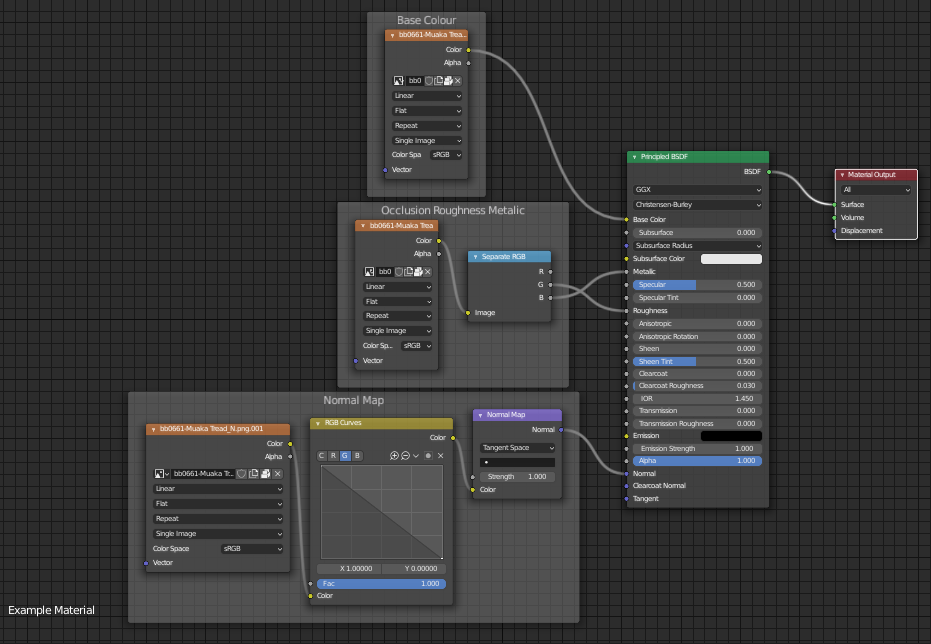 Base Colour
bb0661-Muaka Trea...
Color
Alpha
bb0
Linear
Flat
Repeat
Single Image
Color Spa sRGB
Vector
Occlusion Roughness Metalic
bb0661-Muaka Trea
Color
Alpha
bb0
Linear
Flat
Repeat
Single Image
Color Sp... sRGB
Vector
Separate RGB
R
G
B
Image
Normal Map
bb0661-Muaka Tread_N.png.001
Color
Alpha
bb0661-Muaka Tr...
Linear
Flat
Repeat
Single Image
Color Space sRGB
Vector
RGB Curves
Color
C R G B
X 1.00000 Y 0.00000
Fac 1.000
Color
Normal Map
Normal
Tangent Space
Strength 1.000
Color
Principled BSDF
BSDF
GGX
Christensen-Burley
Base Color
Subsurface 0.000
Subsurface Radius
Subsurface Color
Metallic
Specular 0.500
Specular Tint 0.000
Roughness
Anisotropic 0.000
Anisotropic Rotation 0.000
Sheen 0.000
Sheen Tint 0.500
Clearcoat 0.000
Clearcoat Roughness 0.030
IOR 1.450
Transmission 0.000
Transmission Roughness 0.000
Emission
Emission Strength 1.000
Alpha 1.000
Normal
Clearcoat Normal
Tangent
Material Output
All
Surface
Volume
Displacement
Example Material